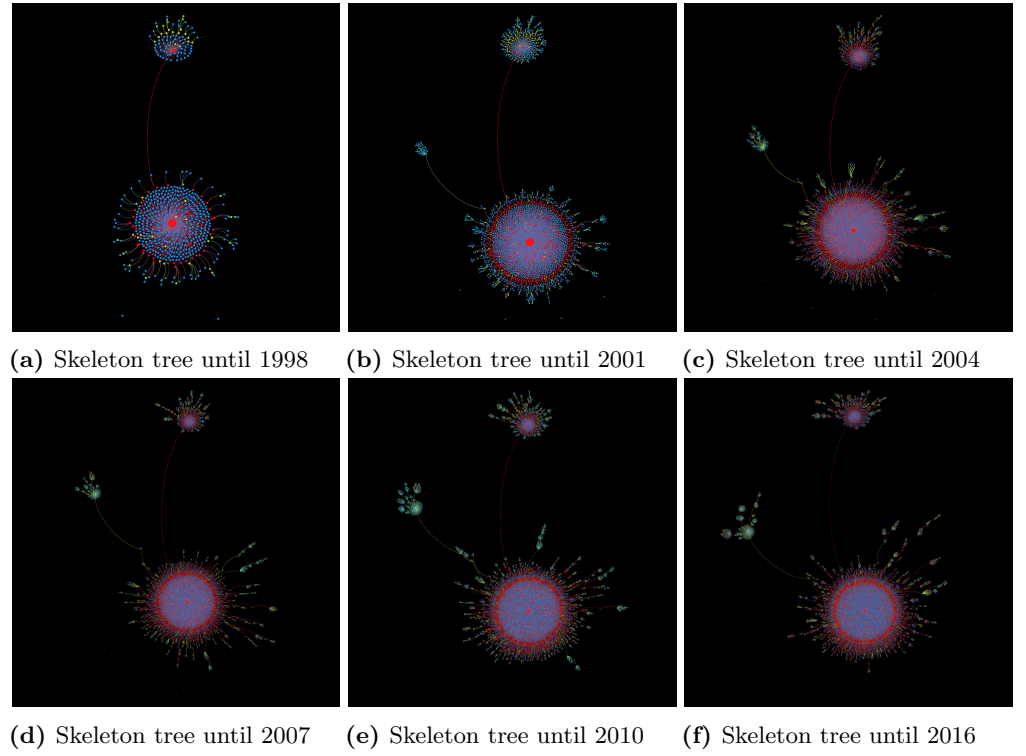 (a) Skeleton tree until 1998
(b) Skeleton tree until 2001
(c) Skeleton tree until 2004
(d) Skeleton tree until 2007
(e) Skeleton tree until 2010
(f) Skeleton tree until 2016